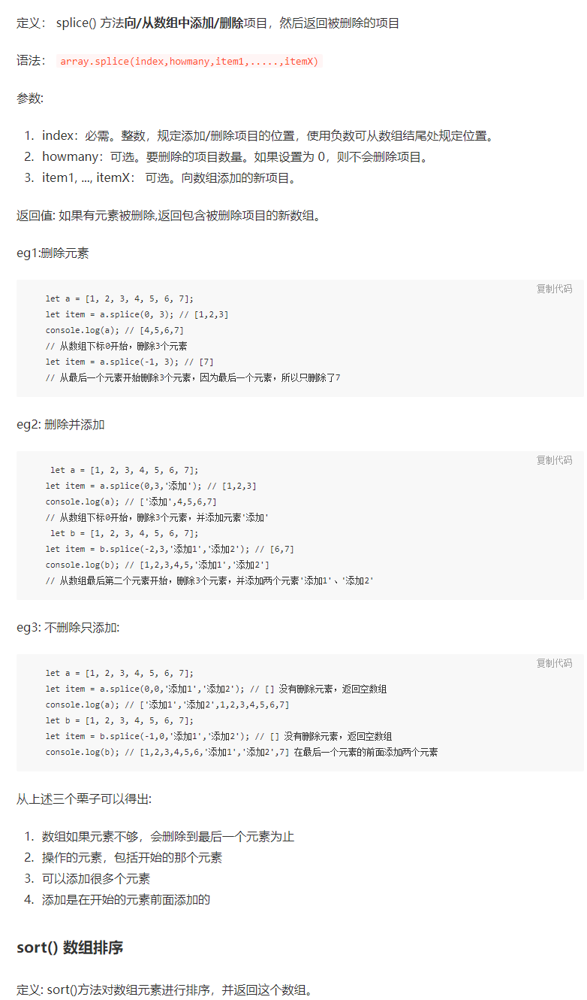 定义： splice() 方法向/从数组中添加/删除项目，然后返回被删除的项目
语法： array.splice(index,howmany,item1,.....,itemX)
参数:
1. index：必需。整数，规定添加/删除项目的位置，使用负数可从数组结尾处规定位置。
2. howmany：可选。要删除的项目数量。如果设置为 0，则不会删除项目。
3. item1, ..., itemX： 可选。向数组添加的新项目。
返回值: 如果有元素被删除,返回包含被删除项目的新数组。
eg1:删除元素
复制代码
let a = [1, 2, 3, 4, 5, 6, 7];
let item = a.splice(0, 3); // [1,2,3]
console.log(a); // [4,5,6,7]
// 从数组下标0开始，删除3个元素
let item = a.splice(-1, 3); // [7]
// 从最后一个元素开始删除3个元素，因为最后一个元素，所以只删除了7
eg2: 删除并添加
复制代码
let a = [1, 2, 3, 4, 5, 6, 7];
let item = a.splice(0,3,'添加'); // [1,2,3]
console.log(a); // ['添加',4,5,6,7]
// 从数组下标0开始，删除3个元素，并添加元素'添加'
let b = [1, 2, 3, 4, 5, 6, 7];
let item = b.splice(-2,3,'添加1','添加2'); // [6,7]
console.log(b); // [1,2,3,4,5,'添加1','添加2']
// 从数组最后第二个元素开始，删除3个元素，并添加两个元素'添加1'、'添加2'
eg3: 不删除只添加:
复制代码
let a = [1, 2, 3, 4, 5, 6, 7];
let item = a.splice(0,0,'添加1','添加2'); // [] 没有删除元素，返回空数组
console.log(a); // ['添加1','添加2',1,2,3,4,5,6,7]
let b = [1, 2, 3, 4, 5, 6, 7];
let item = b.splice(-1,0,'添加1','添加2'); // [] 没有删除元素，返回空数组
console.log(b); // [1,2,3,4,5,6,'添加1','添加2',7] 在最后一个元素的前面添加两个元素
从上述三个栗子可以得出:
1. 数组如果元素不够，会删除到最后一个元素为止
2. 操作的元素，包括开始的那个元素
3. 可以添加很多个元素
4. 添加是在开始的元素前面添加的
sort() 数组排序
定义: sort()方法对数组元素进行排序，并返回这个数组。